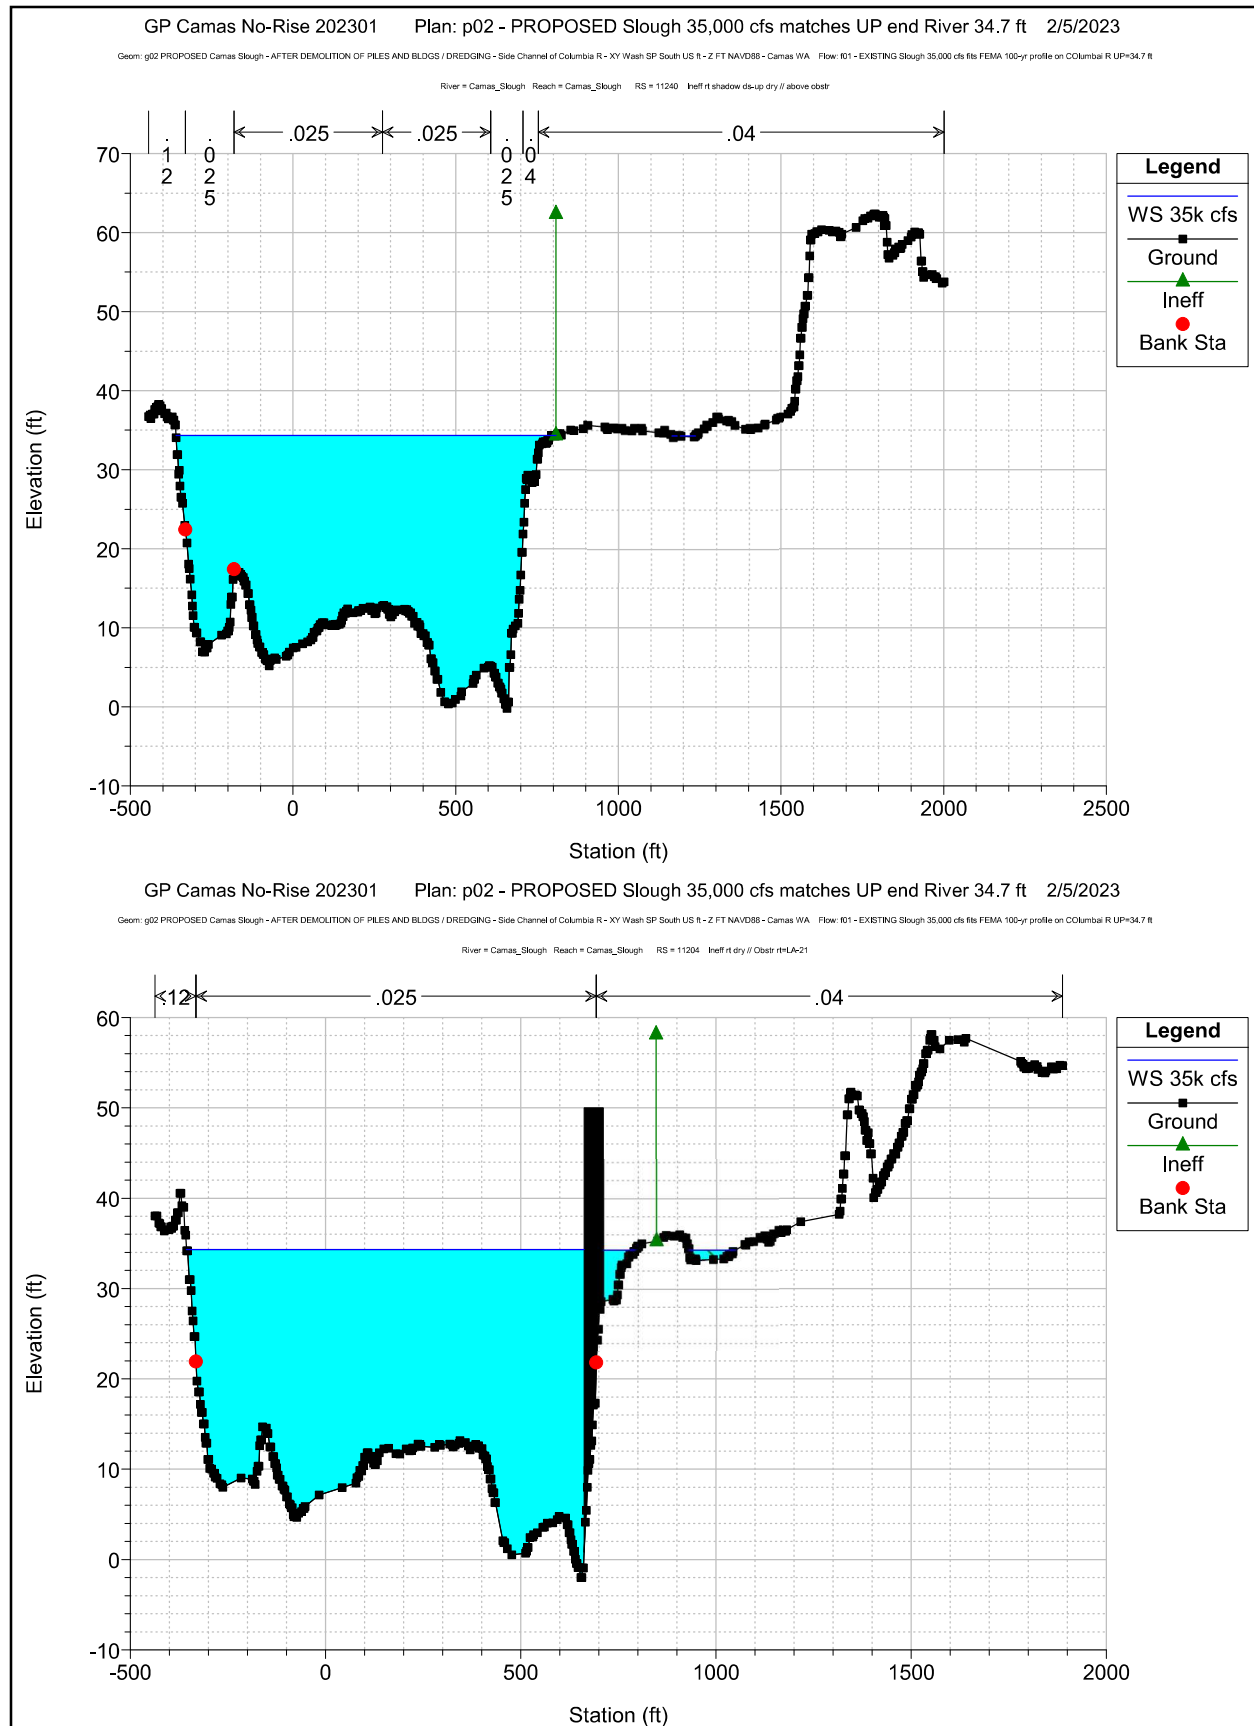 GP Camas No-Rise 202301 Plan: p02 - PROPOSED Slough 35,000 cfs matches UP end River 34.7 ft 2/5/2023
Geom: g02 PROPOSED Camas Slough - AFTER DEMOLITION OF PILES AND BLDGS / DREDGING - Side Channel of Columbia R - XY Wash SP South US ft - Z FT NAVD88 - Camas WA Flow: f01 - EXISTING Slough 35,000 cfs fits FEMA 100-yr profile on COlumbai R UP=34.7 ft
River = Camas_Slough Reach = Camas_Slough RS = 11240 Ineff rt shadow ds-up dry // above obstr
.12 .025 .025 .025 .025 .04 .04
70
60
50
40
30
20
10
0
-10
Elevation (ft)
-500 0 500 1000 1500 2000 2500
Station (ft)
Legend
WS 35k cfs
Ground
Ineff
Bank Sta
GP Camas No-Rise 202301 Plan: p02 - PROPOSED Slough 35,000 cfs matches UP end River 34.7 ft 2/5/2023
Geom: g02 PROPOSED Camas Slough - AFTER DEMOLITION OF PILES AND BLDGS / DREDGING - Side Channel of Columbia R - XY Wash SP South US ft - Z FT NAVD88 - Camas WA Flow: f01 - EXISTING Slough 35,000 cfs fits FEMA 100-yr profile on COlumbai R UP=34.7 ft
River = Camas_Slough Reach = Camas_Slough RS = 11204 Ineff rt dry // Obstr rt=LA-21
.12 .025 .04
60
50
40
30
20
10
0
-10
Elevation (ft)
-500 0 500 1000 1500 2000
Station (ft)
Legend
WS 35k cfs
Ground
Ineff
Bank Sta